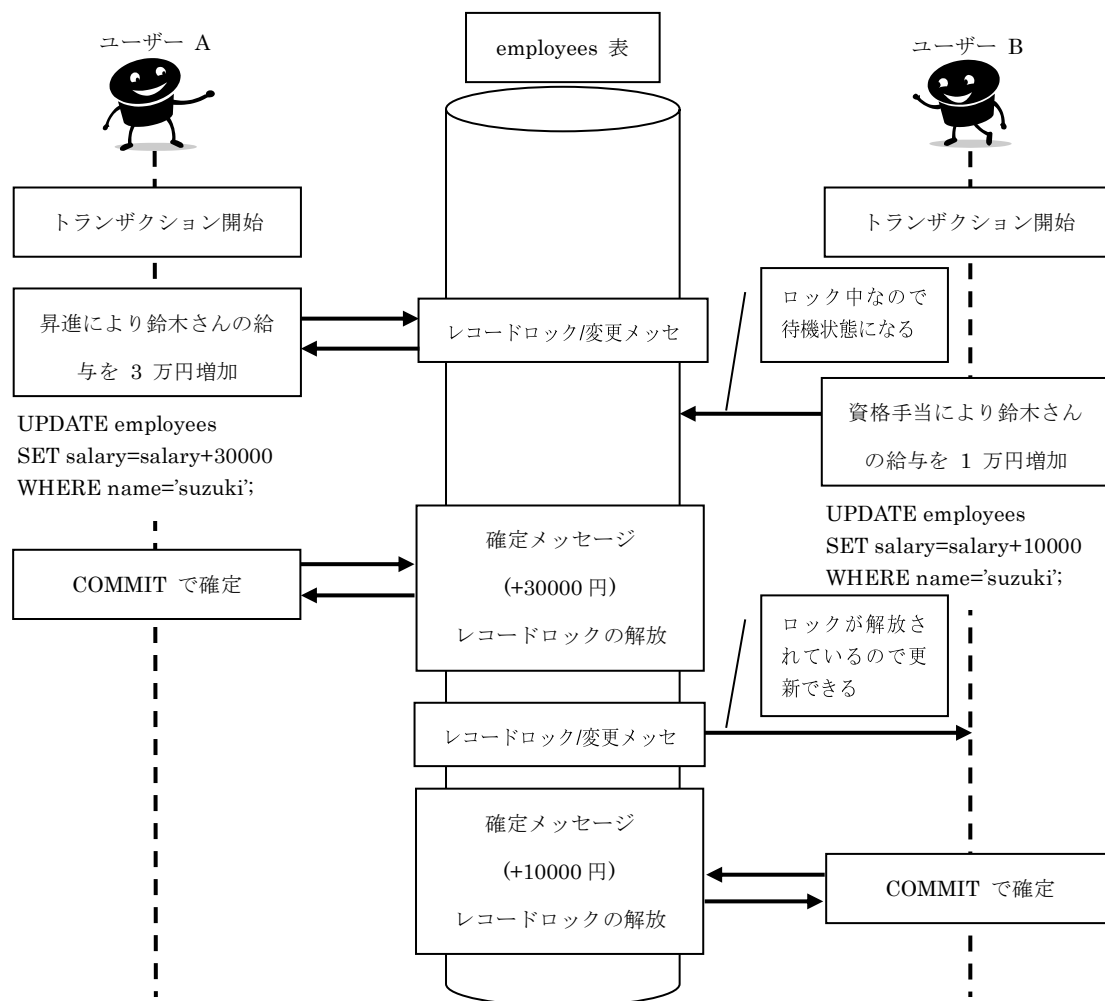 ユーザー A
employees 表
ユーザー B
トランザクション開始
トランザクション開始
ロック中なので
待機状態になる
昇進により鈴木さんの給
与を 3 万円増加
レコードロック/変更メッセ
資格手当により鈴木さん
の給与を 1 万円増加
UPDATE employees
SET salary=salary+30000
WHERE name='suzuki';
UPDATE employees
SET salary=salary+10000
WHERE name='suzuki';
確定メッセージ
(+30000 円)
レコードロックの解放
COMMIT で確定
ロックが解放さ
れているので更
新できる
レコードロック/変更メッセ
確定メッセージ
(+10000 円)
レコードロックの解放
COMMIT で確定